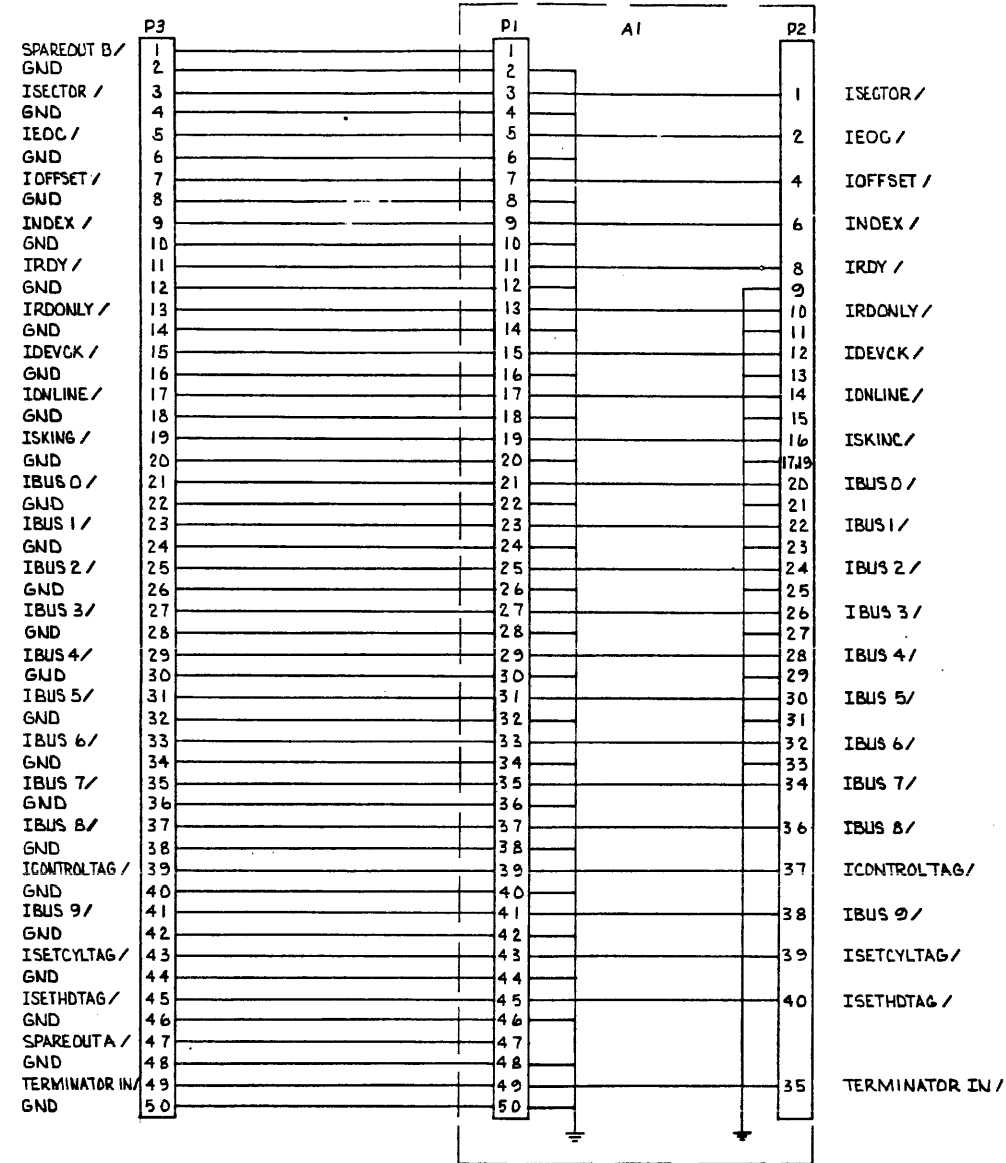 P3 P1 A1 P2
SPAREOUT B/ 1 1
GND 2 2
ISECTOR / 3 3 1 ISECTOR/
GND 4 4
IEOC / 5 5 2 IEOC /
GND 6 6
IOFFSET / 7 7 4 IOFFSET /
GND 8 8
INDEX / 9 9 6 INDEX /
GND 10 10
IRDY / 11 11 8 IRDY /
GND 12 12 9
IRDONLY / 13 13 10 IRDONLY/
GND 14 14 11
IDEVCK / 15 15 12 IDEVCK/
GND 16 16 13
IONLINE/ 17 17 14 IONLINE/
GND 18 18 15
ISKING / 19 19 16 ISKINC/
GND 20 20 17,19
IBUS 0 / 21 21 20 IBUS 0 /
GND 22 22 21
IBUS 1 / 23 23 22 IBUS 1/
GND 24 24 23
IBUS 2 / 25 25 24 IBUS 2/
GND 26 26 25
IBUS 3/ 27 27 26 IBUS 3/
GND 28 28 27
IBUS 4/ 29 29 28 IBUS 4/
GND 30 30 29
IBUS 5/ 31 31 30 IBUS 5/
GND 32 32 31
IBUS 6/ 33 33 32 IBUS 6/
GND 34 34 33
IBUS 7/ 35 35 34 IBUS 7/
GND 36 36
IBUS 8/ 37 37 36 IBUS 8/
GND 38 38
ICONTROLTAG / 39 39 37 ICONTROLTAG/
GND 40 40
IBUS 9/ 41 41 38 IBUS 9/
GND 42 42
ISETCYLTAG/ 43 43 39 ISETCYLTAG/
GND 44 44
ISETHDTAG/ 45 45 40 ISETHDTAG /
GND 46 46
SPAREOUT A / 47 47
GND 48 48
TERMINATOR IN/ 49 49 35 TERMINATOR IN /
GND 50 50